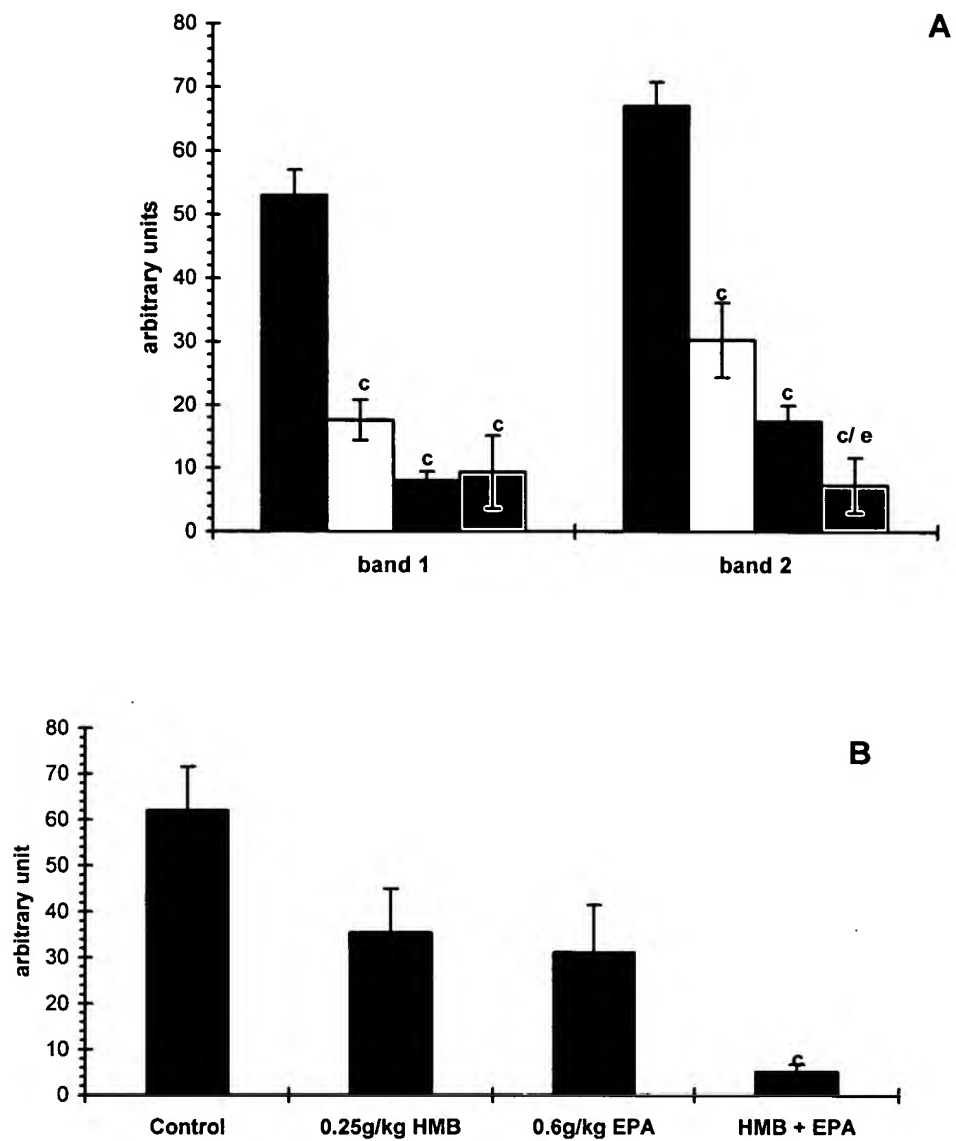 A
80
70
60
50
40
30
20
10
0
arbitrary units
c
c
c
c
c
c/ e
band 1
band 2
B
80
70
60
50
40
30
20
10
0
arbitrary unit
c
Control
0.25g/kg HMB
0.6g/kg EPA
HMB + EPA